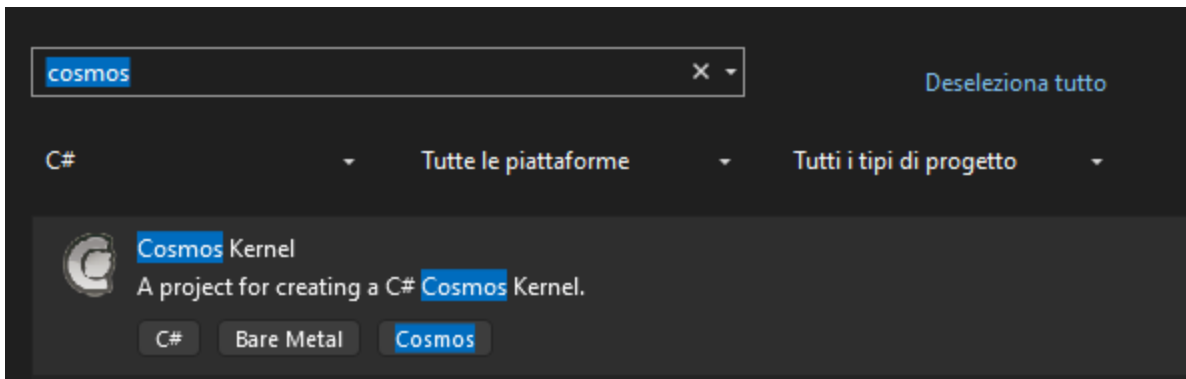 cosmos
Deseleziona tutto
C# Tutte le piattaforme Tutti i tipi di progetto
Cosmos Kernel
A project for creating a C# Cosmos Kernel.
C# Bare Metal Cosmos